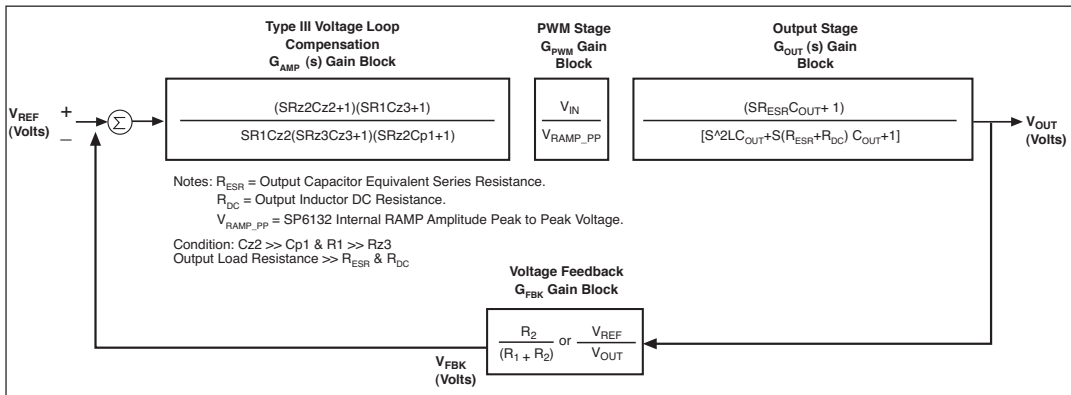 Type III Voltage Loop
Compensation
G_AMP (s) Gain Block
PWM Stage
G_PWM Gain
Block
Output Stage
G_OUT (s) Gain
Block
V_REF
(Volts)
+
−
Σ
(SRz2Cz2+1)(SR1Cz3+1)
SR1Cz2(SRz3Cz3+1)(SRz2Cp1+1)
V_IN
V_RAMP_PP
(SR_ESRC_OUT+ 1)
[S^2LC_OUT+S(R_ESR+R_DC) C_OUT+1]
V_OUT
(Volts)
Notes: R_ESR = Output Capacitor Equivalent Series Resistance.
R_DC = Output Inductor DC Resistance.
V_RAMP_PP = SP6132 Internal RAMP Amplitude Peak to Peak Voltage.
Condition: Cz2 >> Cp1 & R1 >> Rz3
Output Load Resistance >> R_ESR & R_DC
Voltage Feedback
G_FBK Gain Block
R_2
(R_1 + R_2)
or
V_REF
V_OUT
V_FBK
(Volts)